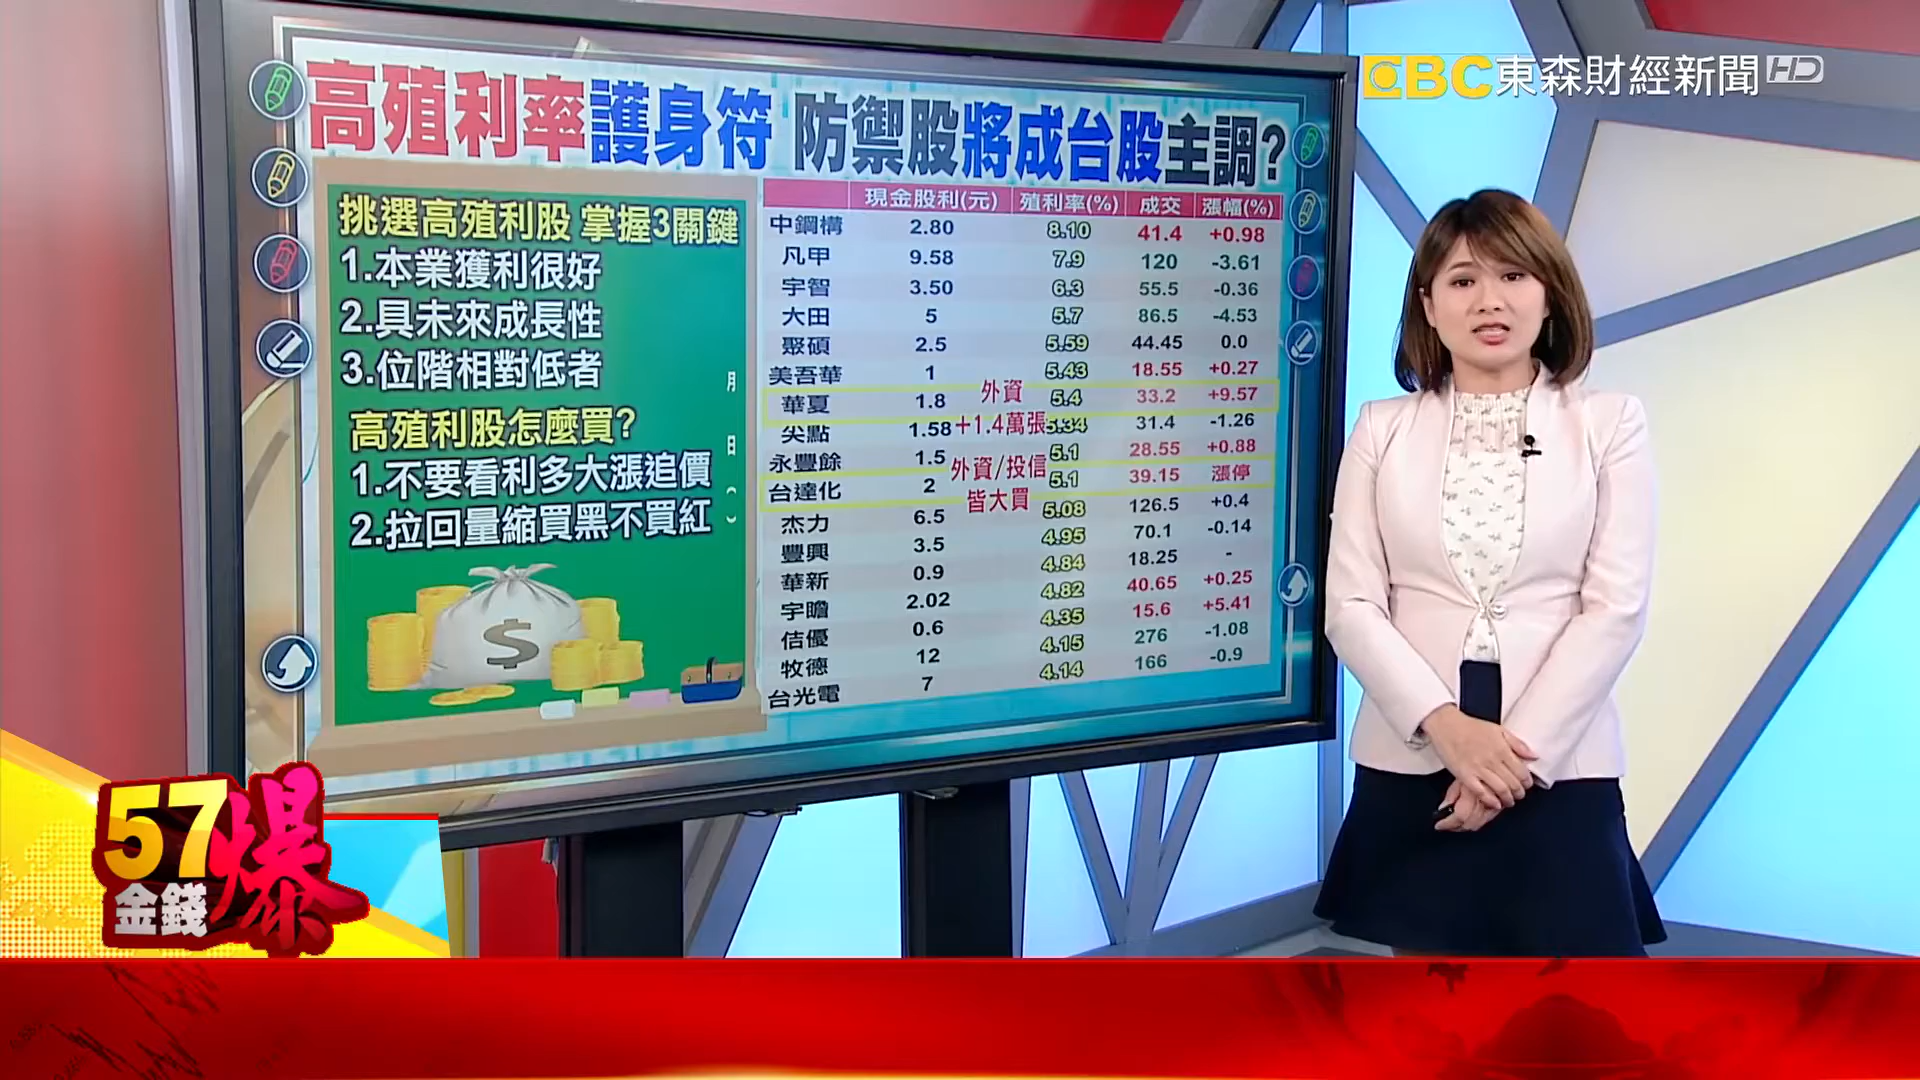 EBC東森財經新聞HD
高殖利率護身符 防禦股將成台股主調?
挑選高殖利股 掌握3關鍵
1.本業獲利很好
2.具未來成長性
3.位階相對低者
高殖利股怎麼買?
1.不要看利多大漲追價
2.拉回量縮買黑不買紅
月
日
( )
$
現金股利(元) 殖利率(%) 成交 漲幅(%)
中鋼構 2.80 8.10 41.4 +0.98
凡甲 9.58 7.9 120 -3.61
宇智 3.50 6.3 55.5 -0.36
大田 5 5.7 86.5 -4.53
聚碩 2.5 5.59 44.45 0.0
美吾華 1 5.43 18.55 +0.27
華夏 1.8 外資 5.4 33.2 +9.57
尖點 1.58 +1.4萬張 5.34 31.4 -1.26
永豐餘 1.5 外資/投信 5.1 28.55 +0.88
台達化 2 皆大買 5.1 39.15 漲停
杰力 6.5 5.08 126.5 +0.4
豐興 3.5 4.95 70.1 -0.14
華新 0.9 4.84 18.25 -
宇瞻 2.02 4.82 40.65 +0.25
佶優 0.6 4.35 15.6 +5.41
牧德 12 4.15 276 -1.08
台光電 7 4.14 166 -0.9
57
金錢爆